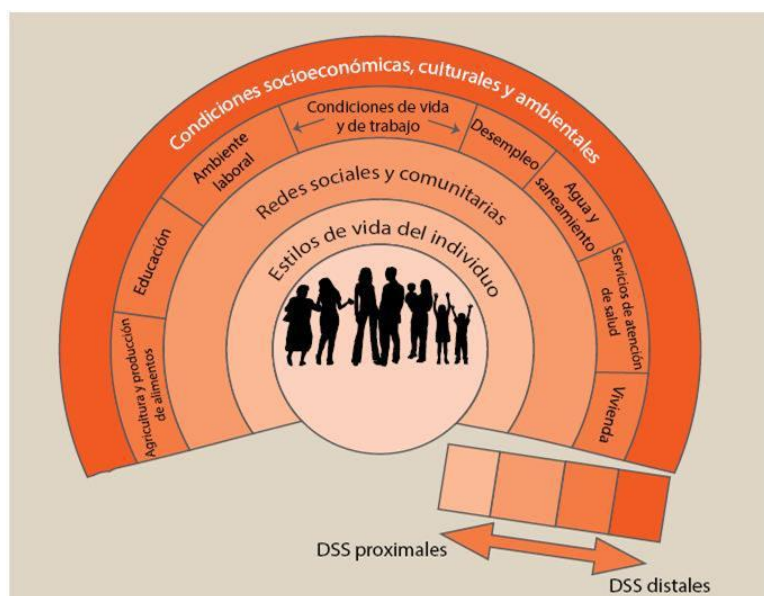 Condiciones socioeconómicas, culturales y ambientales
Condiciones de vida
y de trabajo
Ambiente
laboral
Desempleo
Agua y
saneamiento
Educación
Servicios de atención
de salud
Agricultura y producción
de alimentos
Vivienda
Redes sociales y comunitarias
Estilos de vida del individuo
DSS proximales
DSS distales